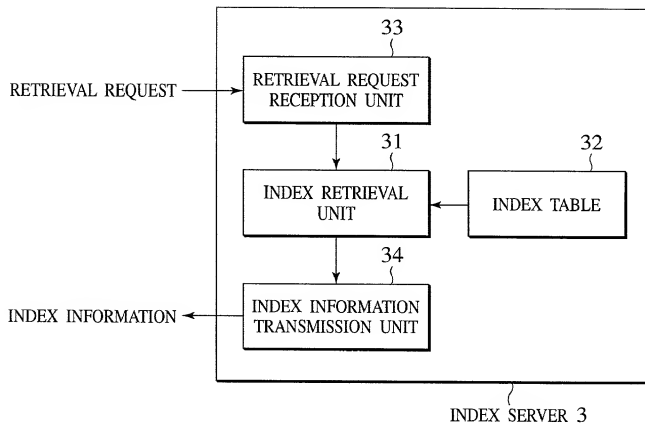 33
RETRIEVAL REQUEST
RETRIEVAL REQUEST
RECEPTION UNIT
31
32
INDEX RETRIEVAL
UNIT
INDEX TABLE
34
INDEX INFORMATION
INDEX INFORMATION
TRANSMISSION UNIT
INDEX SERVER 3